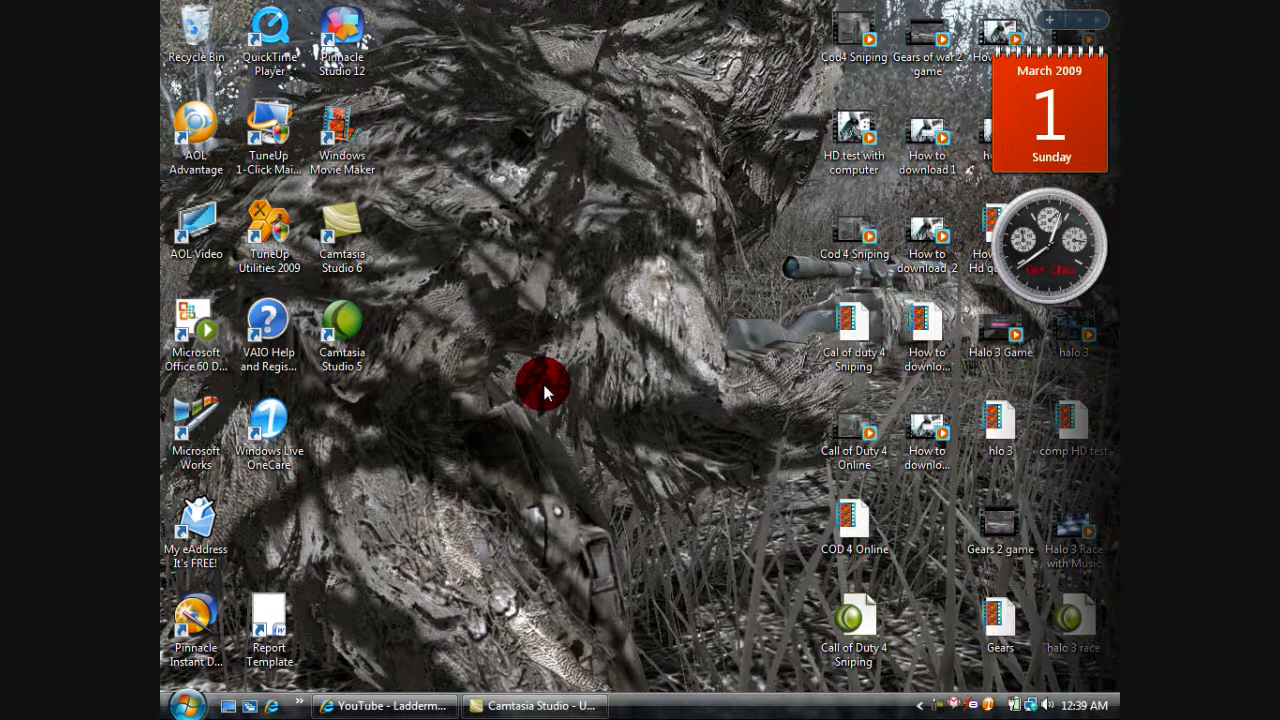 Recycle Bin
QuickTime Player
Pinnacle Studio 12
Cod4 Sniping
Gears of war 2 game
March 2009
1
Sunday
AOL Advantage
TuneUp 1-Click Mai...
Windows Movie Maker
HD test with computer
How to download 1
AOL Video
TuneUp Utilities 2009
Camtasia Studio 6
Cod 4 Sniping
How to download 2
Microsoft Office 60 D...
VAIO Help and Regis...
Camtasia Studio 5
Cal of duty 4 Sniping
How to downlo...
Halo 3 Game
halo 3
Microsoft Works
Windows Live OneCare
Call of Duty 4 Online
How to downlo...
hlo 3
comp HD test
My eAddress It's FREE!
COD 4 Online
Gears 2 game
Halo 3 Race with Music
Pinnacle Instant D...
Report Template
Call of Duty 4 Sniping
Gears
halo 3 race
YouTube - Ladderm...
Camtasia Studio - U...
12:39 AM